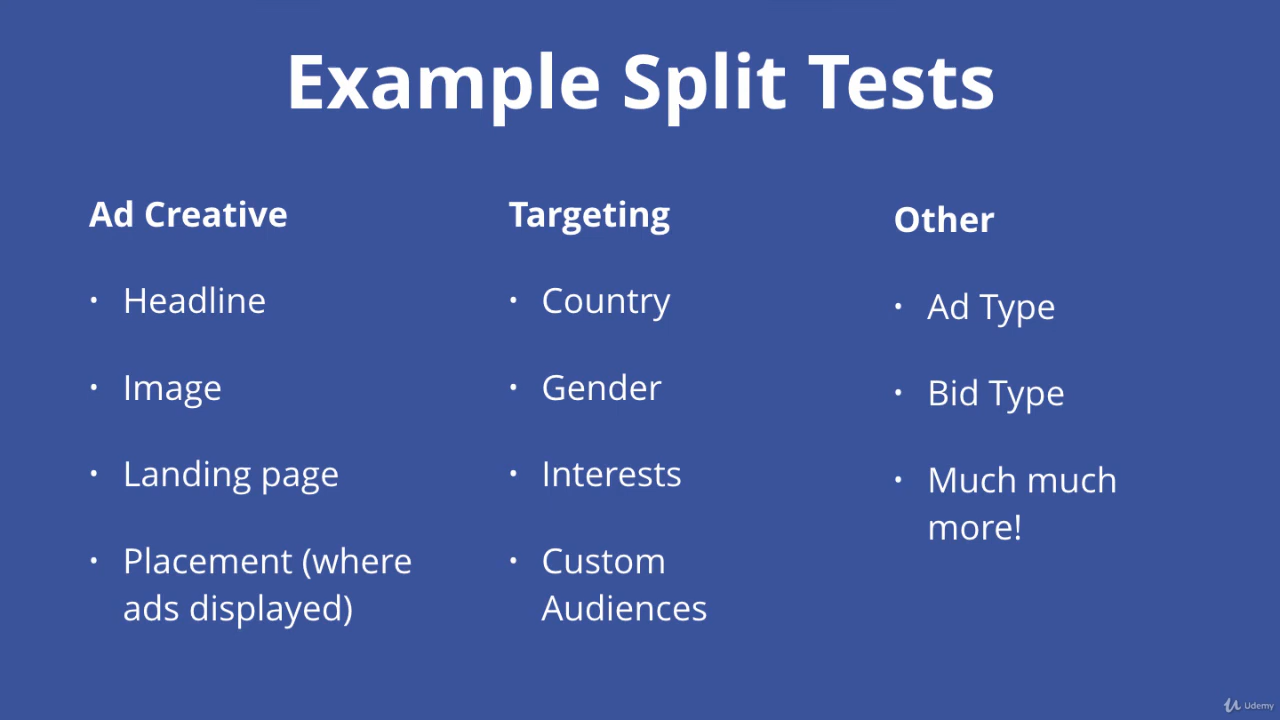 Example Split Tests
Ad Creative
• Headline
• Image
• Landing page
• Placement (where
ads displayed)
Targeting
• Country
• Gender
• Interests
• Custom
Audiences
Other
• Ad Type
• Bid Type
• Much much
more!
Udemy